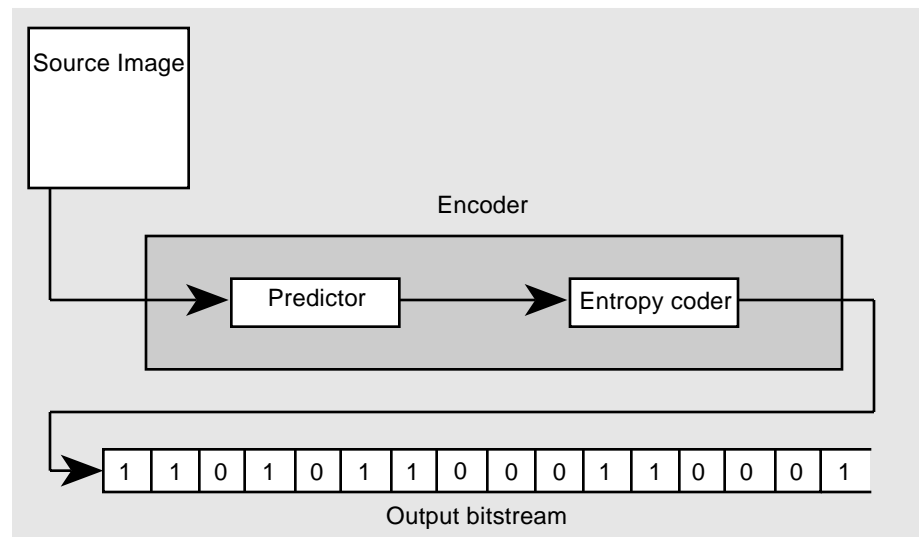 Source Image
Encoder
Predictor
Entropy coder
1 1 0 1 0 1 1 0 0 0 1 1 0 0 0 1
Output bitstream